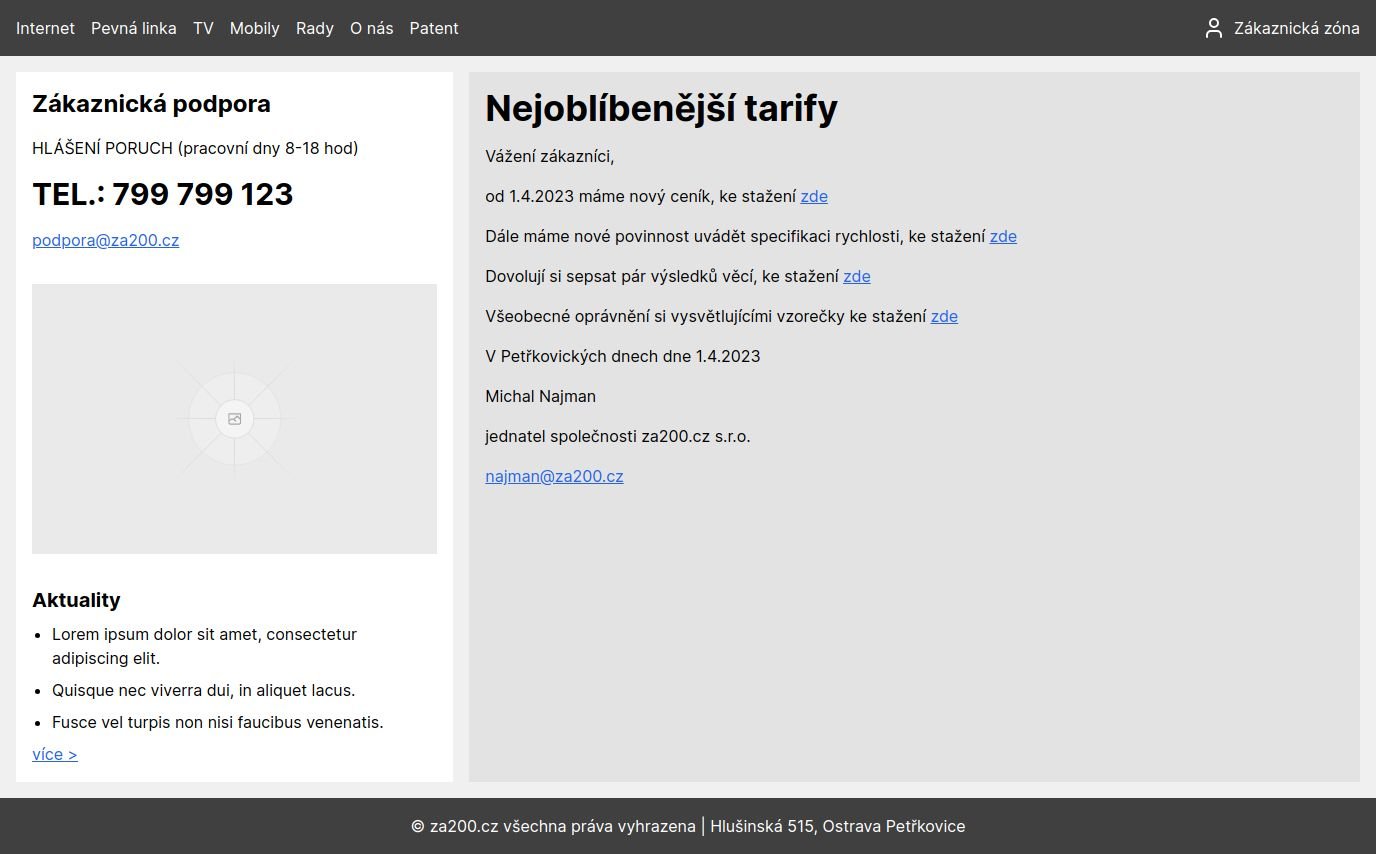 Internet Pevná linka TV Mobily Rady O nás Patent
Zákaznická zóna
Zákaznická podpora
HLÁŠENÍ PORUCH (pracovní dny 8-18 hod)
TEL.: 799 799 123
podpora@za200.cz
Aktuality
• Lorem ipsum dolor sit amet, consectetur
adipiscing elit.
• Quisque nec viverra dui, in aliquet lacus.
• Fusce vel turpis non nisi faucibus venenatis.
více >
Nejoblíbenější tarify
Vážení zákazníci,
od 1.4.2023 máme nový ceník, ke stažení zde
Dále máme nové povinnost uvádět specifikaci rychlosti, ke stažení zde
Dovolují si sepsat pár výsledků věcí, ke stažení zde
Všeobecné oprávnění si vysvětlujícími vzorečky ke stažení zde
V Petřkovických dnech dne 1.4.2023
Michal Najman
jednatel společnosti za200.cz s.r.o.
najman@za200.cz
© za200.cz všechna práva vyhrazena | Hlušinská 515, Ostrava Petřkovice